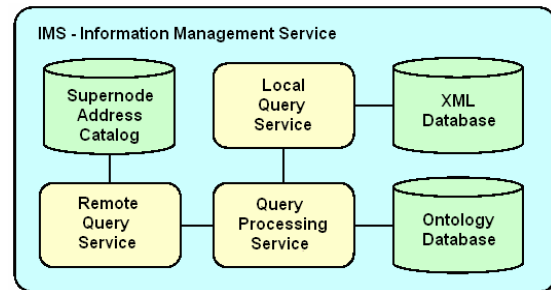 IMS - Information Management Service
Supernode
Address
Catalog
Local
Query
Service
XML
Database
Remote
Query
Service
Query
Processing
Service
Ontology
Database